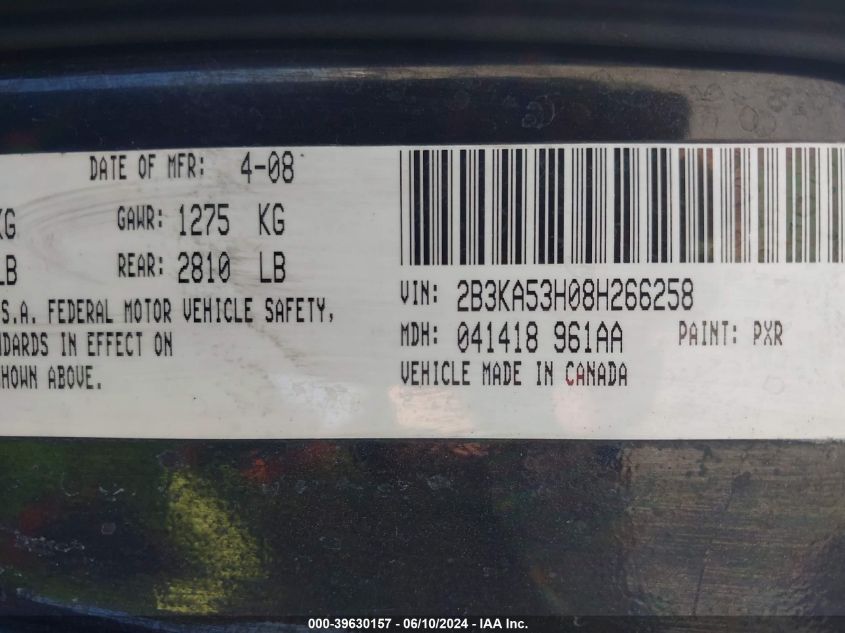 DATE OF MFR: 4-08
KG GAWR: 1275 KG
LB REAR: 2810 LB
S.A. FEDERAL MOTOR VEHICLE SAFETY,
NDARDS IN EFFECT ON
HOWN ABOVE.
VIN: 2B3KA53H08H266258
MDH: 041418 961AA PAINT: PXR
VEHICLE MADE IN CANADA
000-39630157 - 06/10/2024 - IAA Inc.